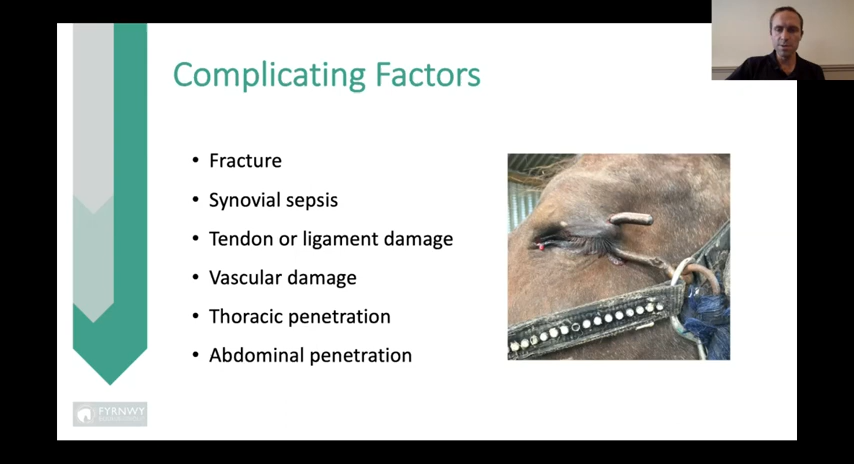 Complicating Factors
• Fracture
• Synovial sepsis
• Tendon or ligament damage
• Vascular damage
• Thoracic penetration
• Abdominal penetration
FYRNWY